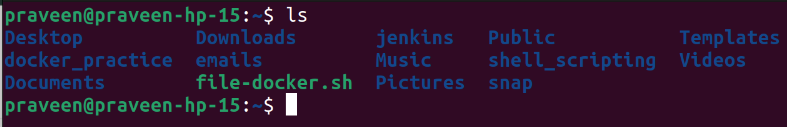 praveen@praveen-hp-15:~$ ls
Desktop Downloads jenkins Public Templates
docker_practice emails Music shell_scripting Videos
Documents file-docker.sh Pictures snap
praveen@praveen-hp-15:~$